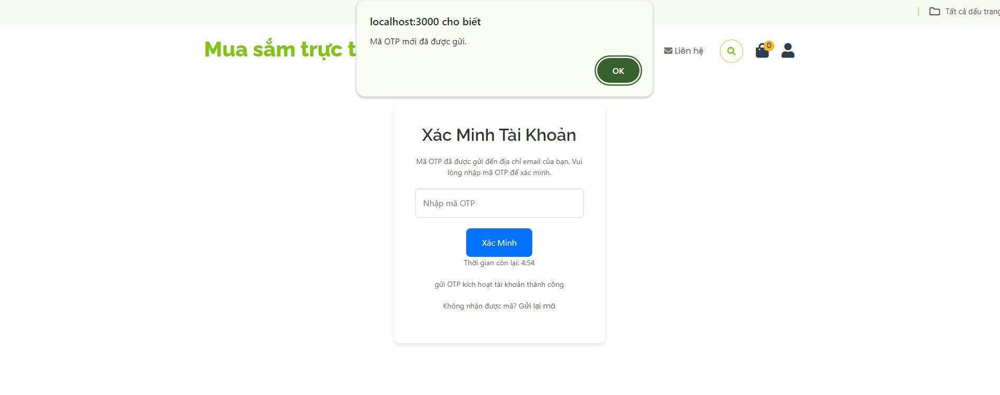 localhost:3000 cho biết
Mã OTP mới đã được gửi.
OK
Tất cả dấu trang
Mua sắm trực t
Liên hệ
0
Xác Minh Tài Khoản
Mã OTP đã được gửi đến địa chỉ email của bạn. Vui
lòng nhập mã OTP để xác minh.
Nhập mã OTP
Xác Minh
Thời gian còn lại: 4:54
gửi OTP kích hoạt tài khoản thành công
Không nhận được mã? Gửi lại mã